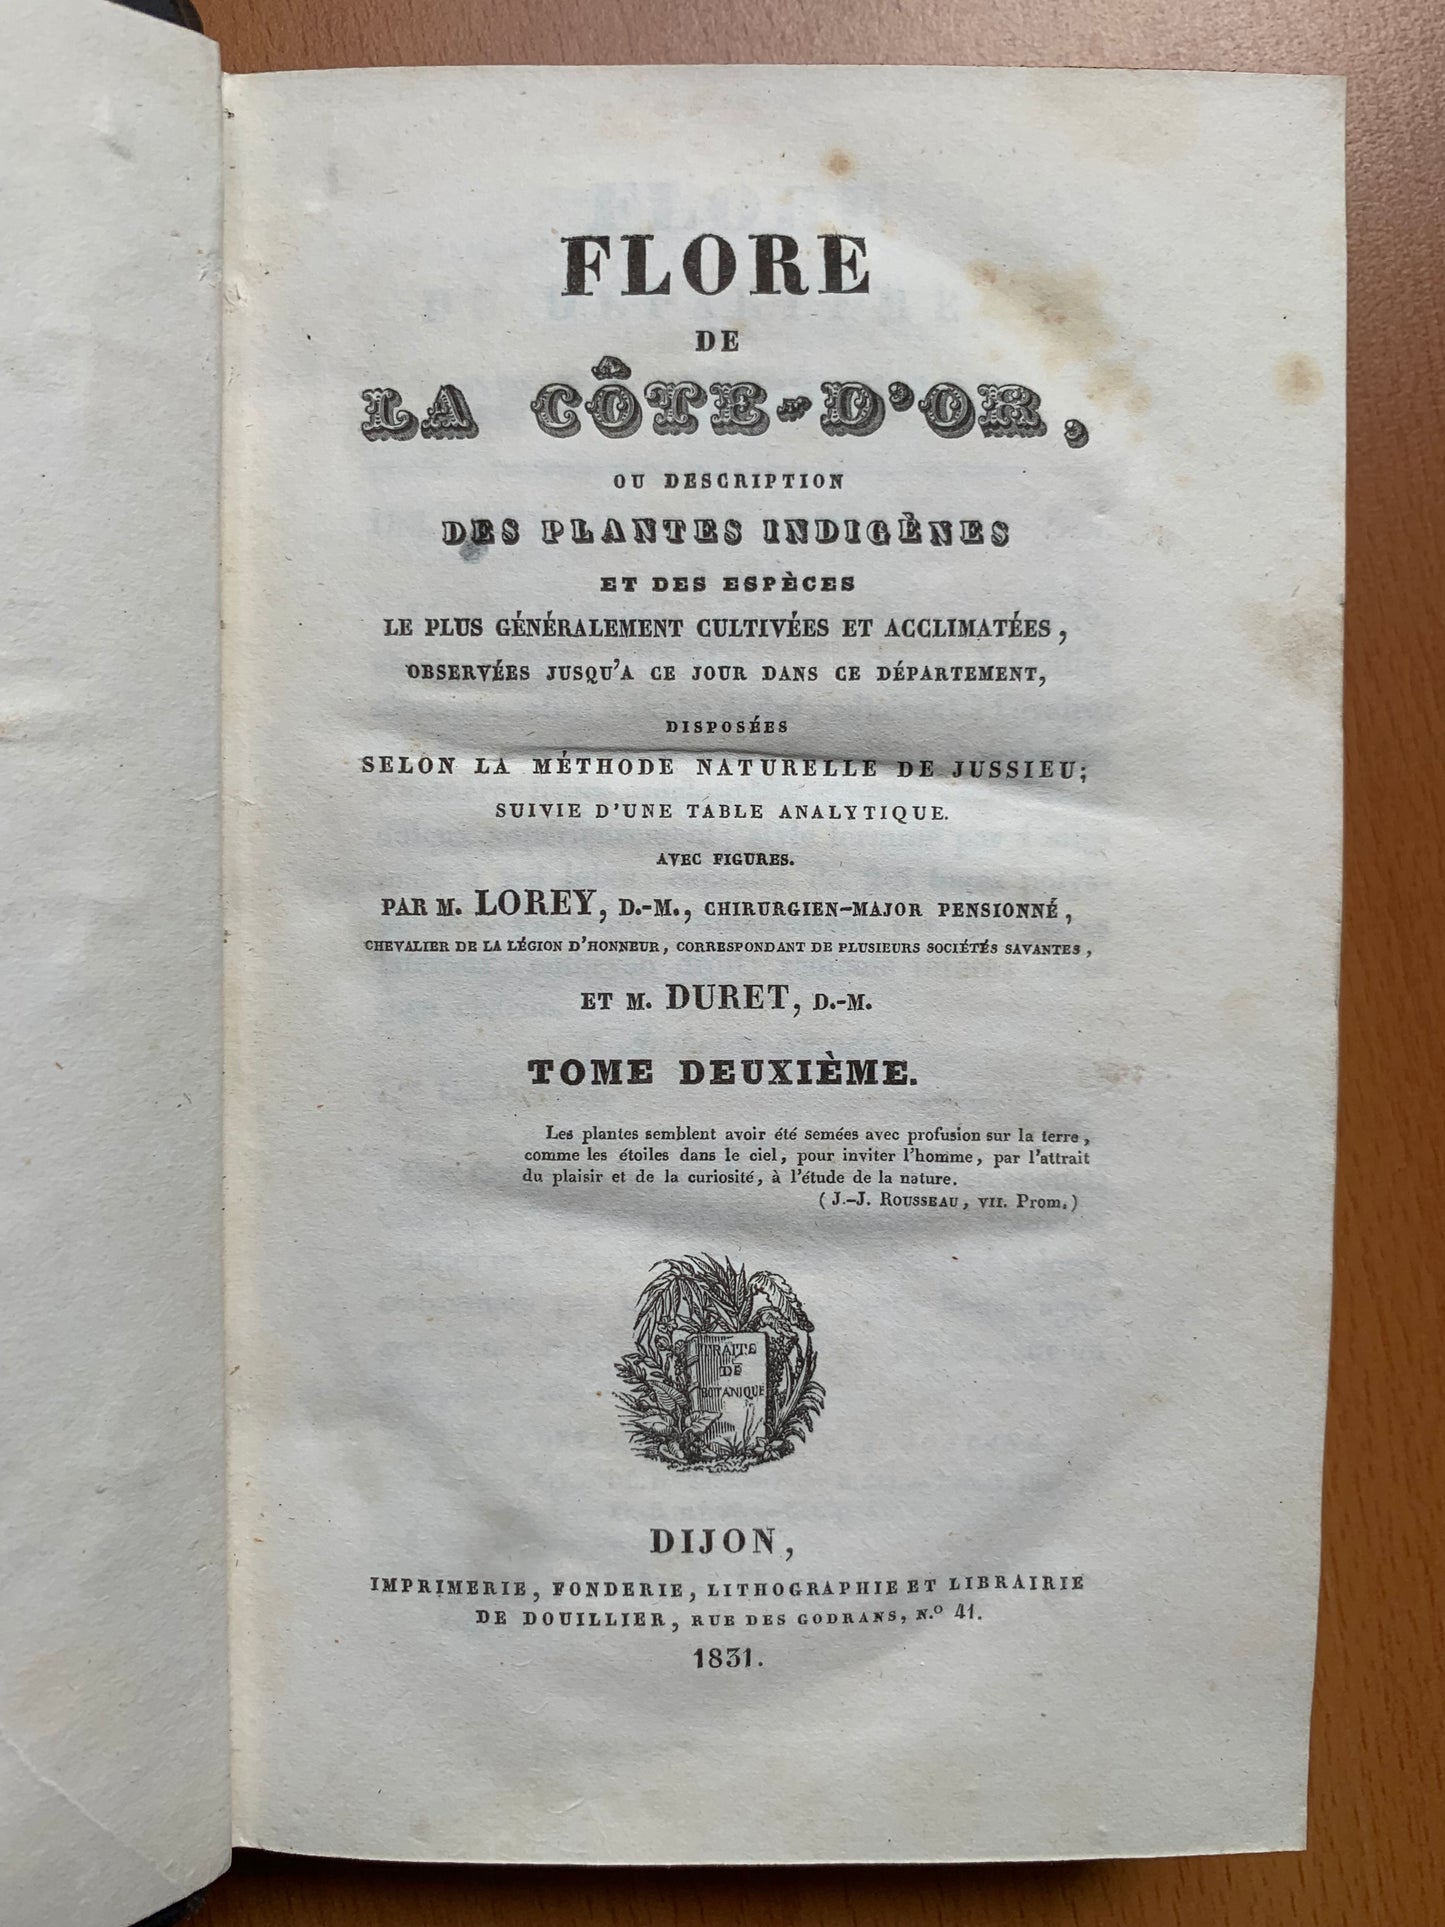 FLORE
DE
LA CÔTE-D'OR,
OU DESCRIPTION
DES PLANTES INDIGÈNES
ET DES ESPÈCES
LE PLUS GÉNÉRALEMENT CULTIVÉES ET ACCLIMATÉES,
OBSERVÉES JUSQU'A CE JOUR DANS CE DÉPARTEMENT,
DISPOSÉES
SELON LA MÉTHODE NATURELLE DE JUSSIEU;
SUIVIE D'UNE TABLE ANALYTIQUE.
AVEC FIGURES.
PAR M. LOREY, D.-M., CHIRURGIEN-MAJOR PENSIONNÉ,
CHEVALIER DE LA LÉGION D'HONNEUR, CORRESPONDANT DE PLUSIEURS SOCIÉTÉS SAVANTES,
ET M. DURET, D.-M.
TOME DEUXIÈME.
Les plantes semblent avoir été semées avec profusion sur la terre,
comme les étoiles dans le ciel, pour inviter l'homme, par l'attrait
du plaisir et de la curiosité, à l'étude de la nature.
(J.-J. ROUSSEAU, VII. Prom.)
TRAITE
DE
BOTANIQUE
DIJON,
IMPRIMERIE, FONDERIE, LITHOGRAPHIE ET LIBRAIRIE
DE DOUILLIER, RUE DES GODRANS, N.º 41.
1831.